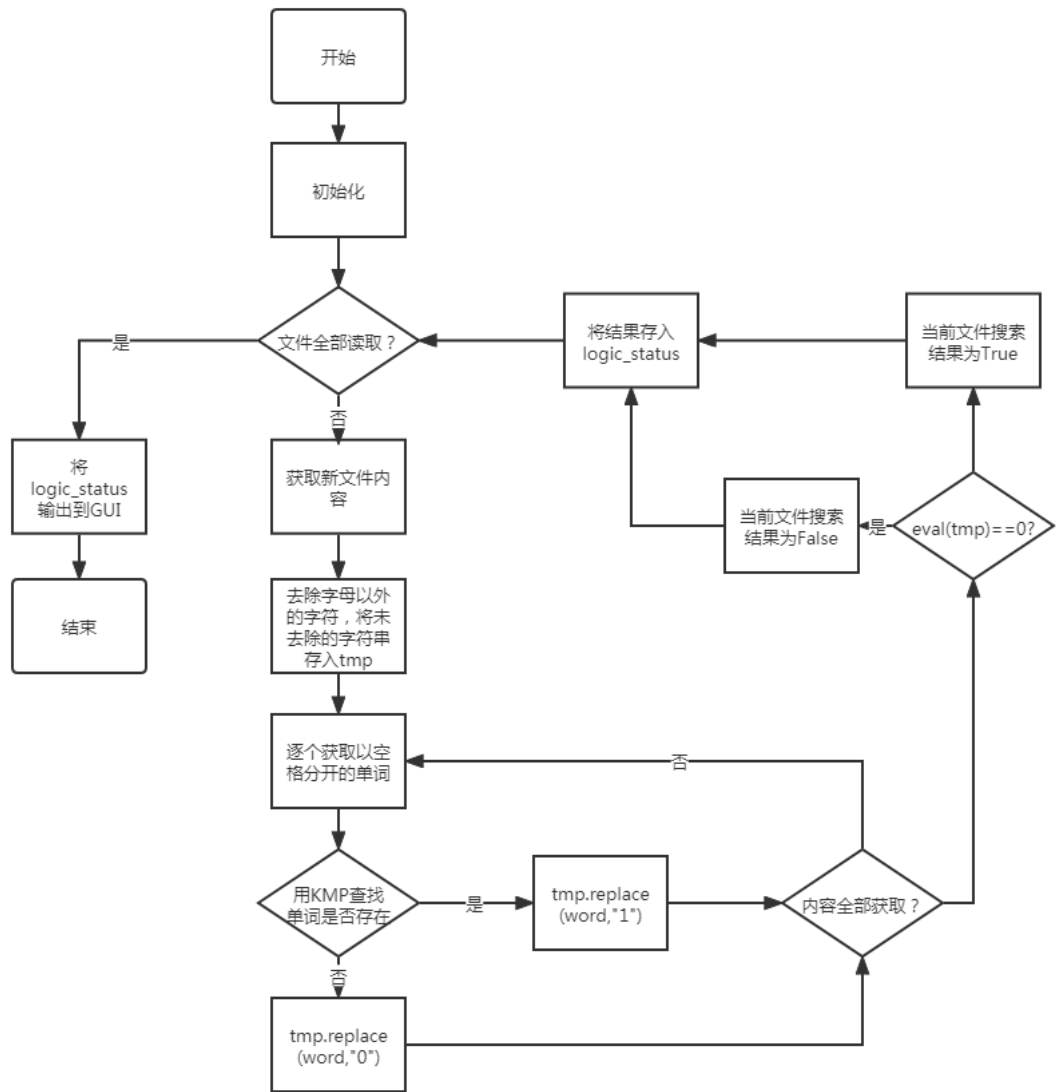 开始
初始化
文件全部读取？
是
否
将
logic_status
输出到GUI
结束
获取新文件内
容
去除字母以外
的字符，将未
去除的字符串
存入tmp
逐个获取以空
格分开的单词
用KMP查找
单词是否存在
是
否
tmp.replace
(word,"1")
tmp.replace
(word,"0")
内容全部获取？
否
eval(tmp)==0?
是
当前文件搜索
结果为False
当前文件搜索
结果为True
将结果存入
logic_status